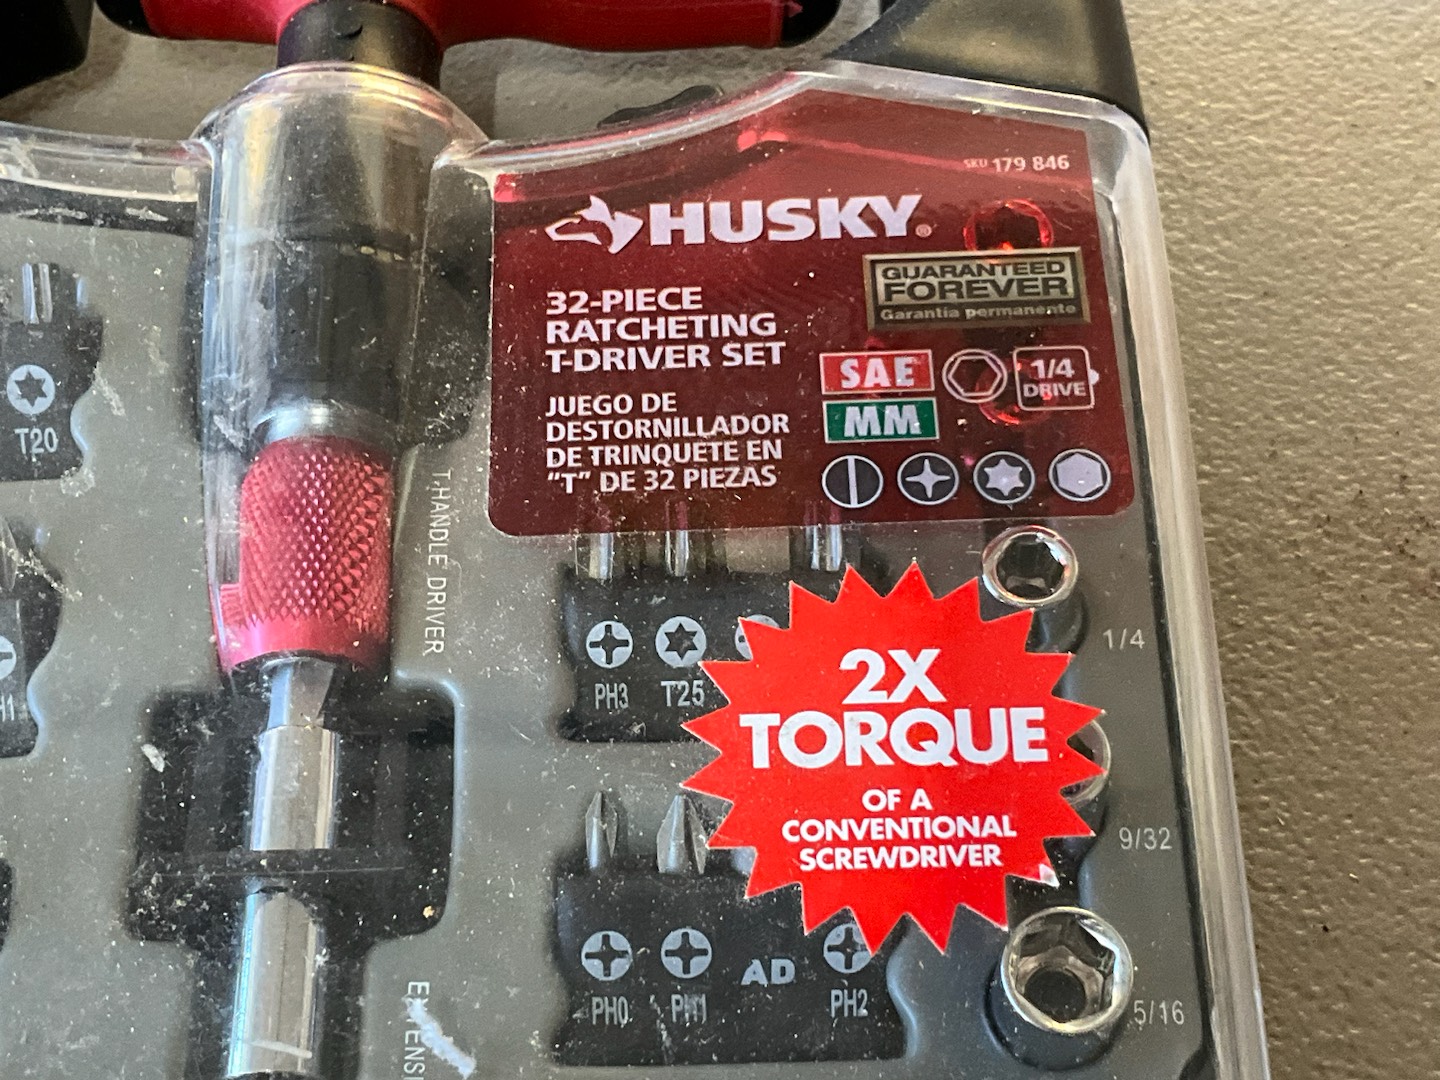 SKU 179 846
HUSKY®
GUARANTEED
FOREVER
Garantía permanente
32-PIECE
RATCHETING
T-DRIVER SET
SAE
MM
1/4
DRIVE
JUEGO DE
DESTORNILLADOR
DE TRINQUETE EN
"T" DE 32 PIEZAS
T20
T-HANDLE DRIVER
PH3
T25
1/4
2X
TORQUE
OF A
CONVENTIONAL
SCREWDRIVER
9/32
PH0
PH1
AD
PH2
5/16